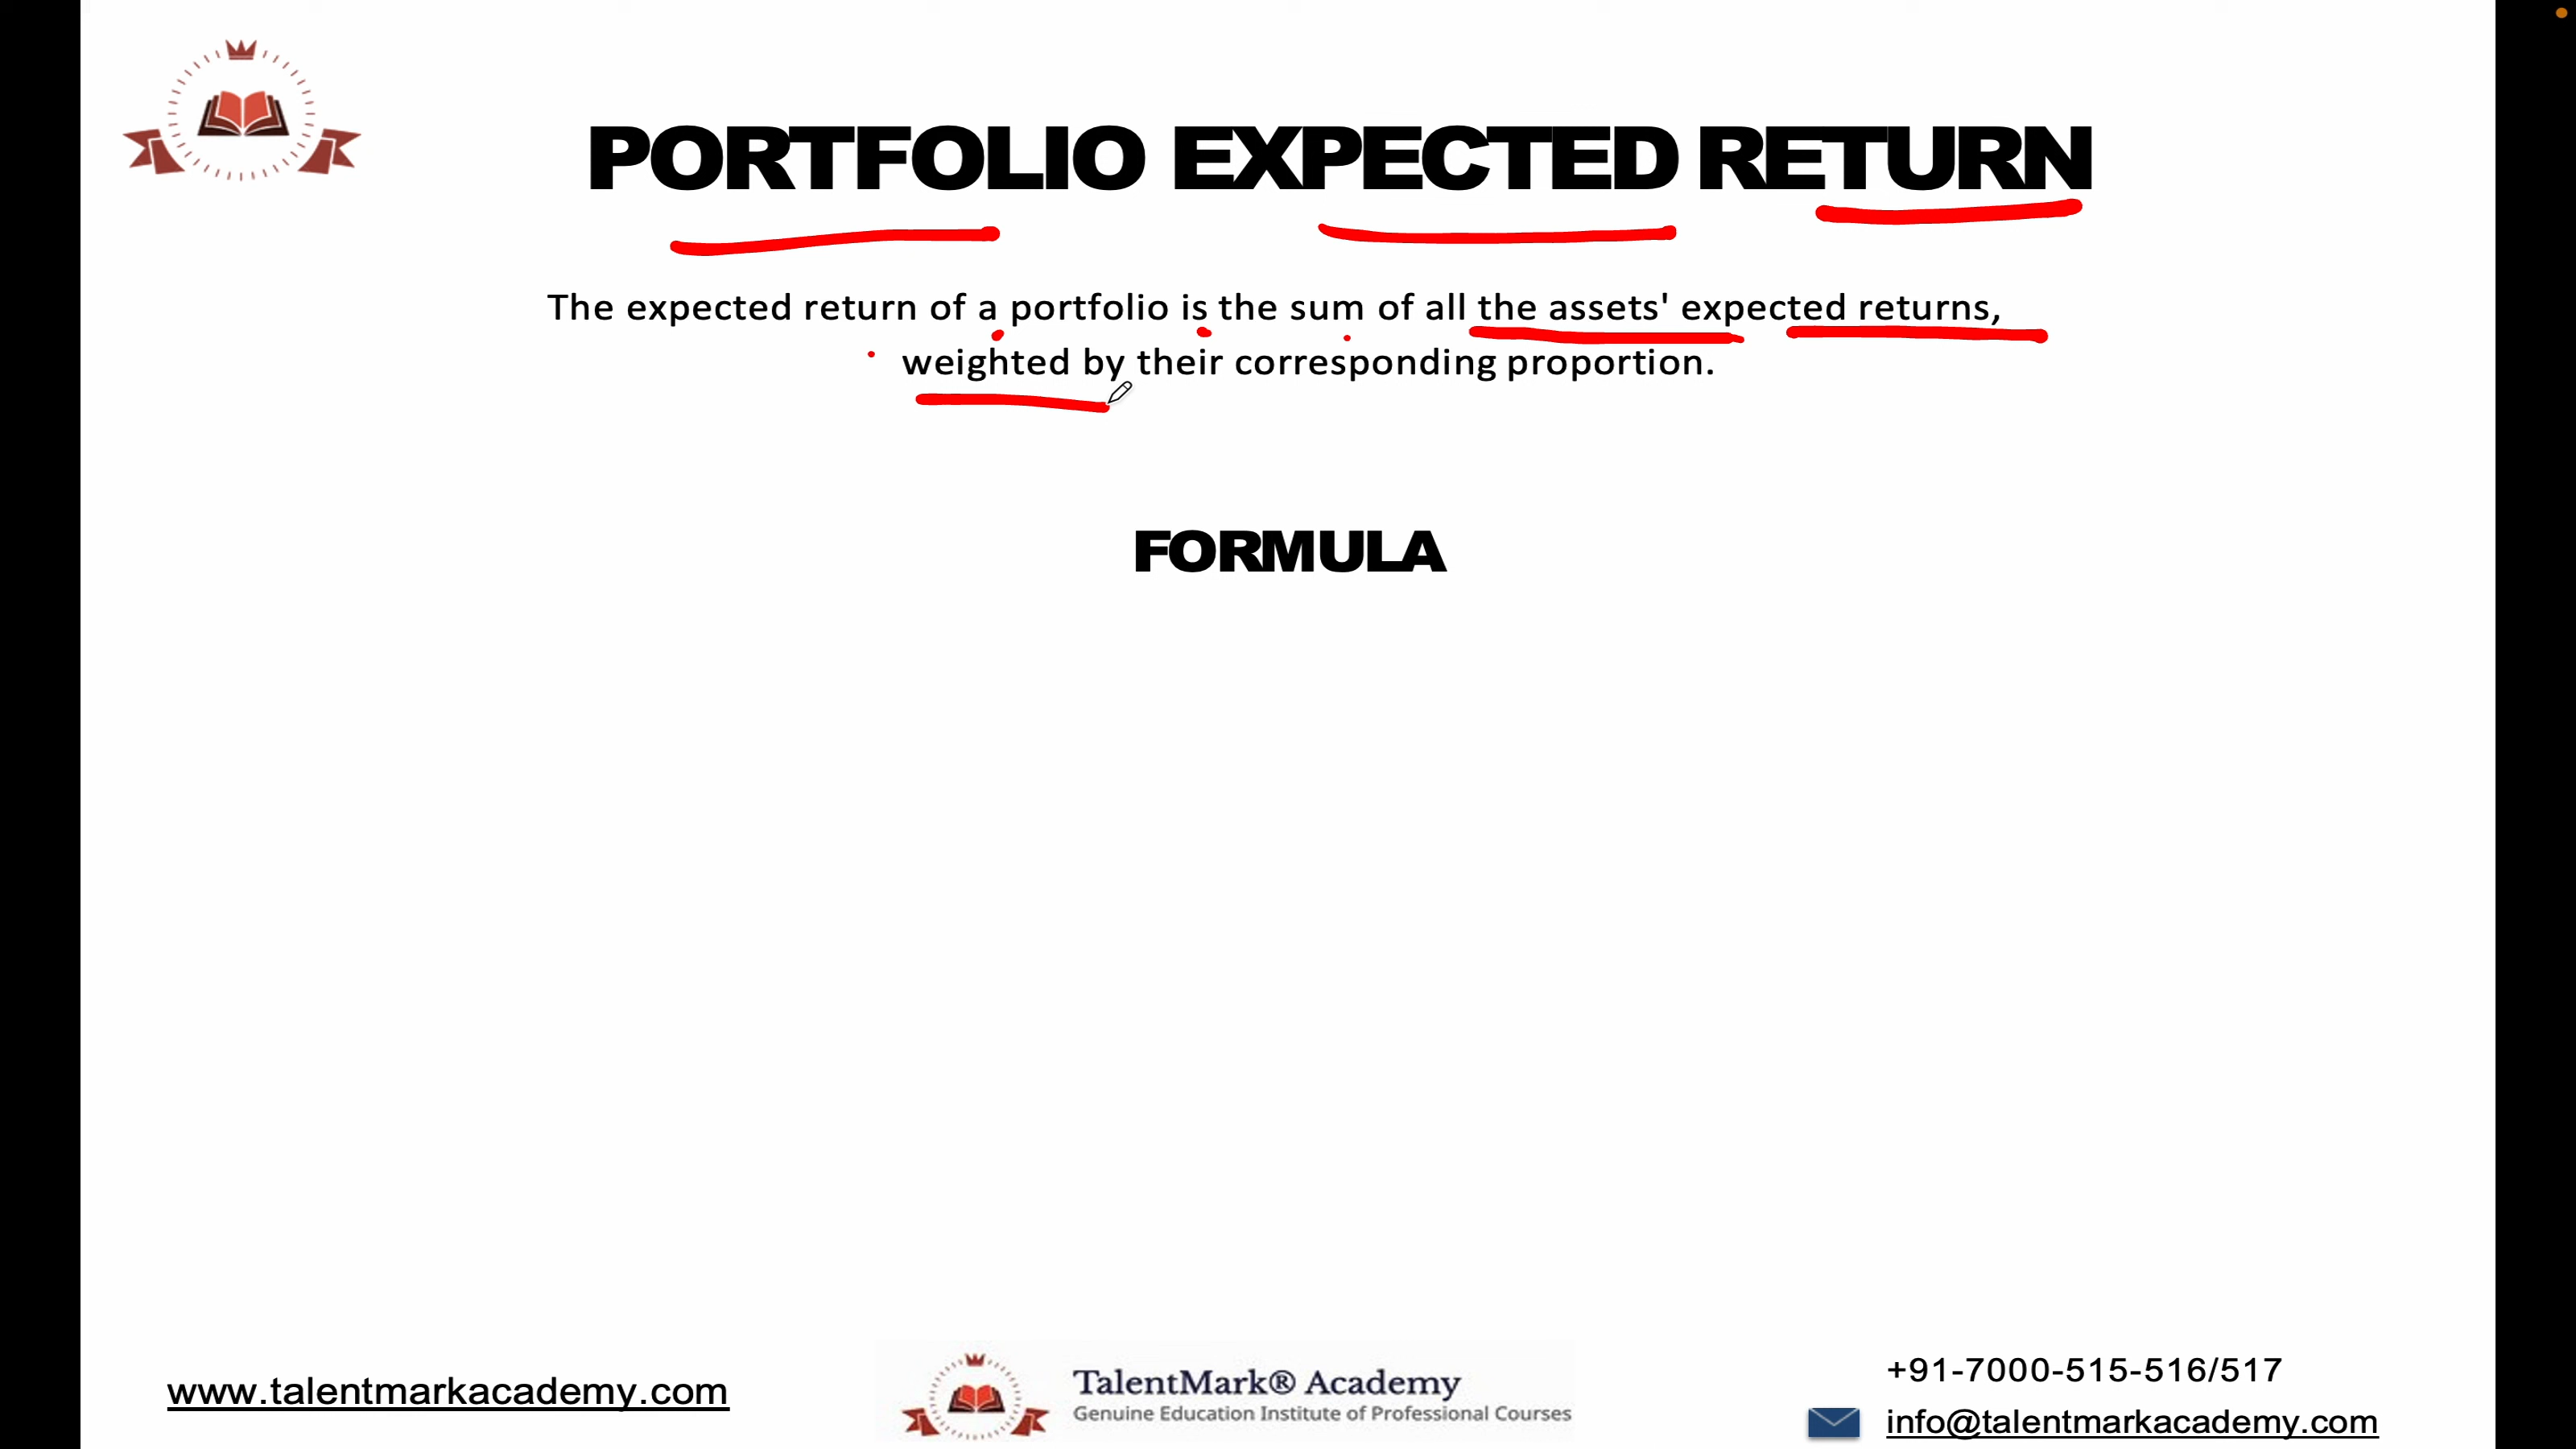 PORTFOLIO EXPECTED RETURN
The expected return of a portfolio is the sum of all the assets' expected returns,
weighted by their corresponding proportion.
FORMULA
www.talentmarkacademy.com
TalentMark® Academy
Genuine Education Institute of Professional Courses
+91-7000-515-516/517
info@talentmarkacademy.com